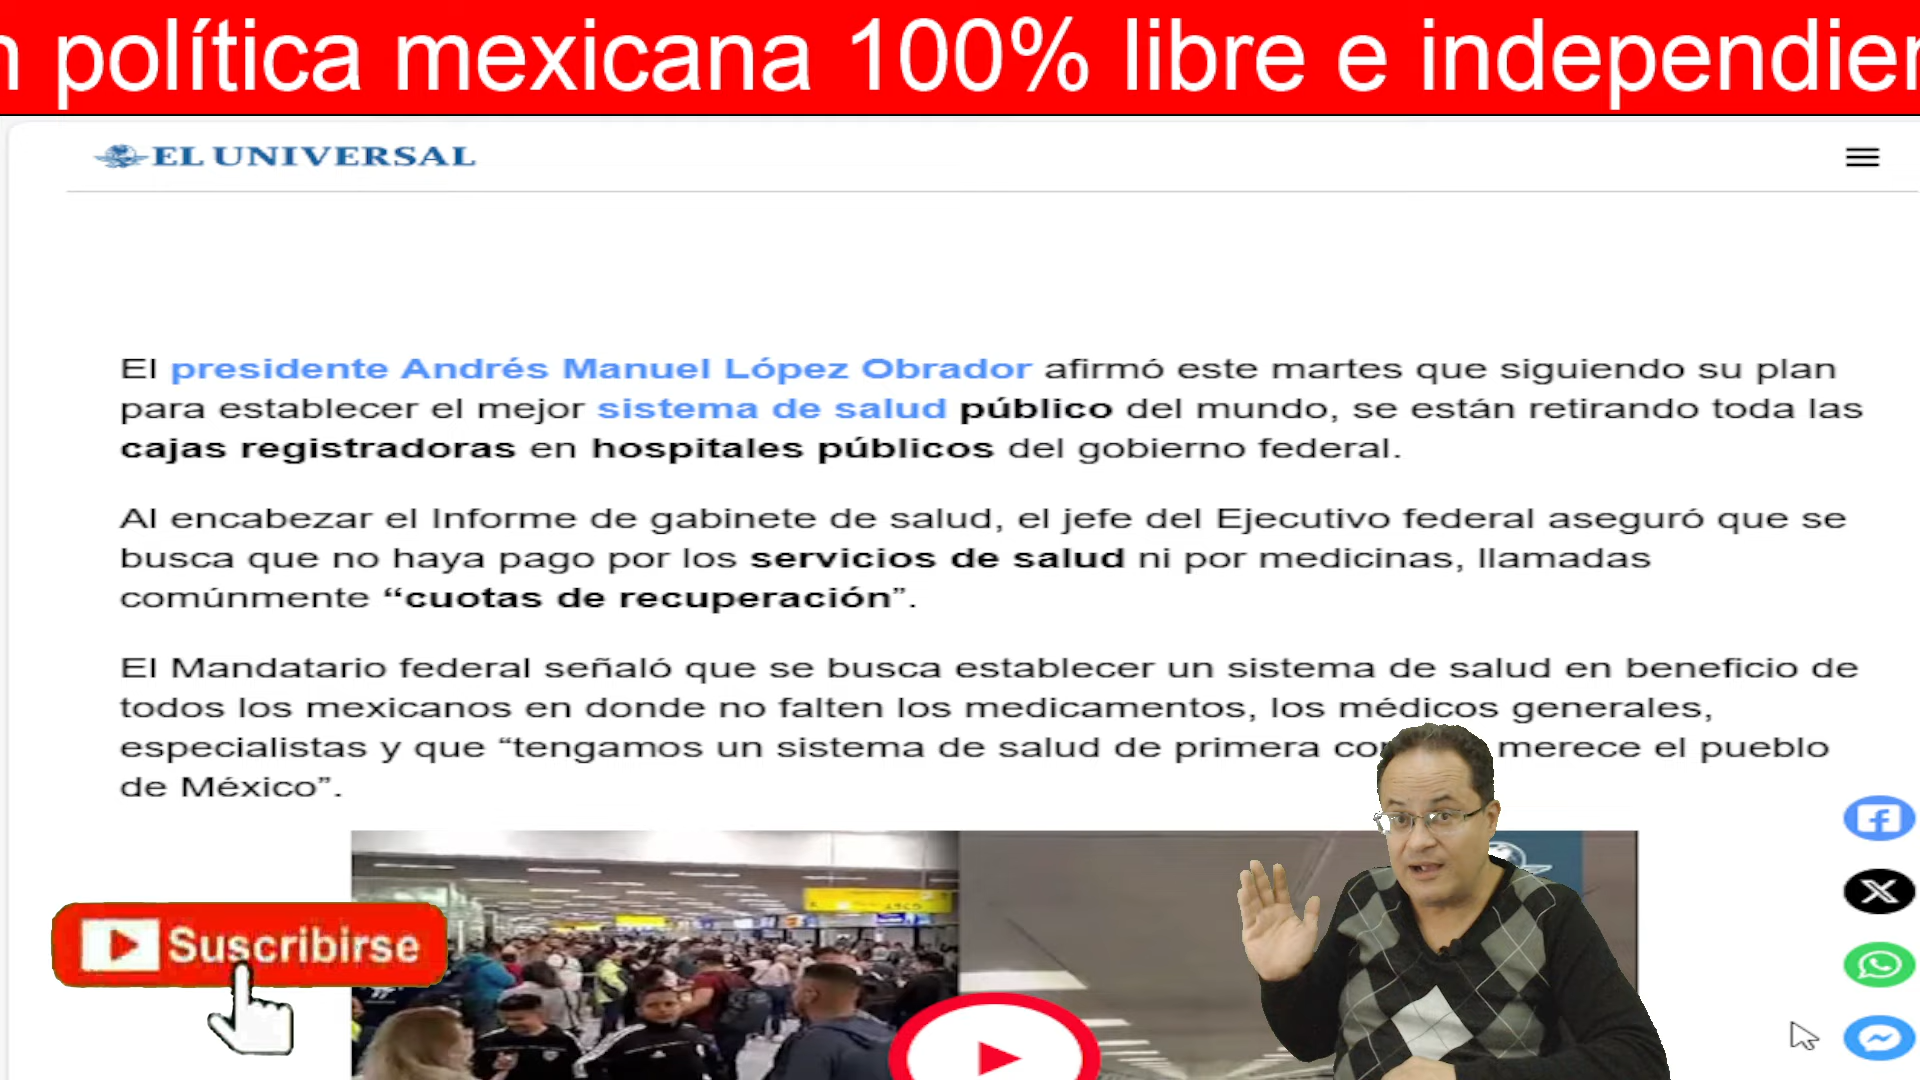 política mexicana 100% libre e independien
EL UNIVERSAL
El presidente Andrés Manuel López Obrador afirmó este martes que siguiendo su plan
para establecer el mejor sistema de salud público del mundo, se están retirando toda las
cajas registradoras en hospitales públicos del gobierno federal.
Al encabezar el Informe de gabinete de salud, el jefe del Ejecutivo federal aseguró que se
busca que no haya pago por los servicios de salud ni por medicinas, llamadas
comúnmente “cuotas de recuperación”.
El Mandatario federal señaló que se busca establecer un sistema de salud en beneficio de
todos los mexicanos en donde no falten los medicamentos, los médicos generales,
especialistas y que “tengamos un sistema de salud de primera co merece el pueblo
de México”.
Suscribirse